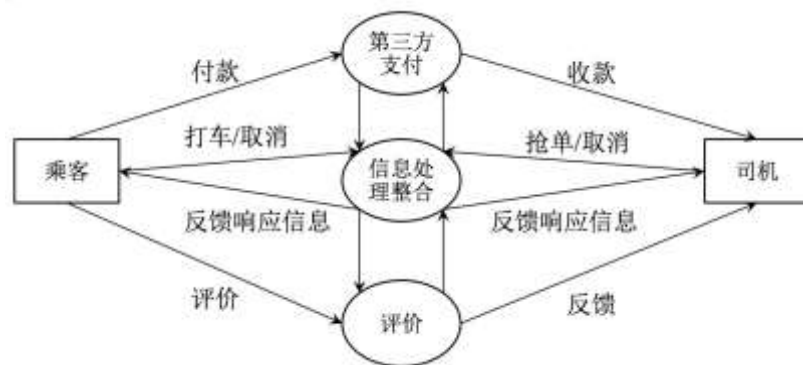 第三方
支付
付款
收款
打车/取消
抢单/取消
乘客
信息处
理整合
司机
反馈响应信息
反馈响应信息
评价
评价
反馈